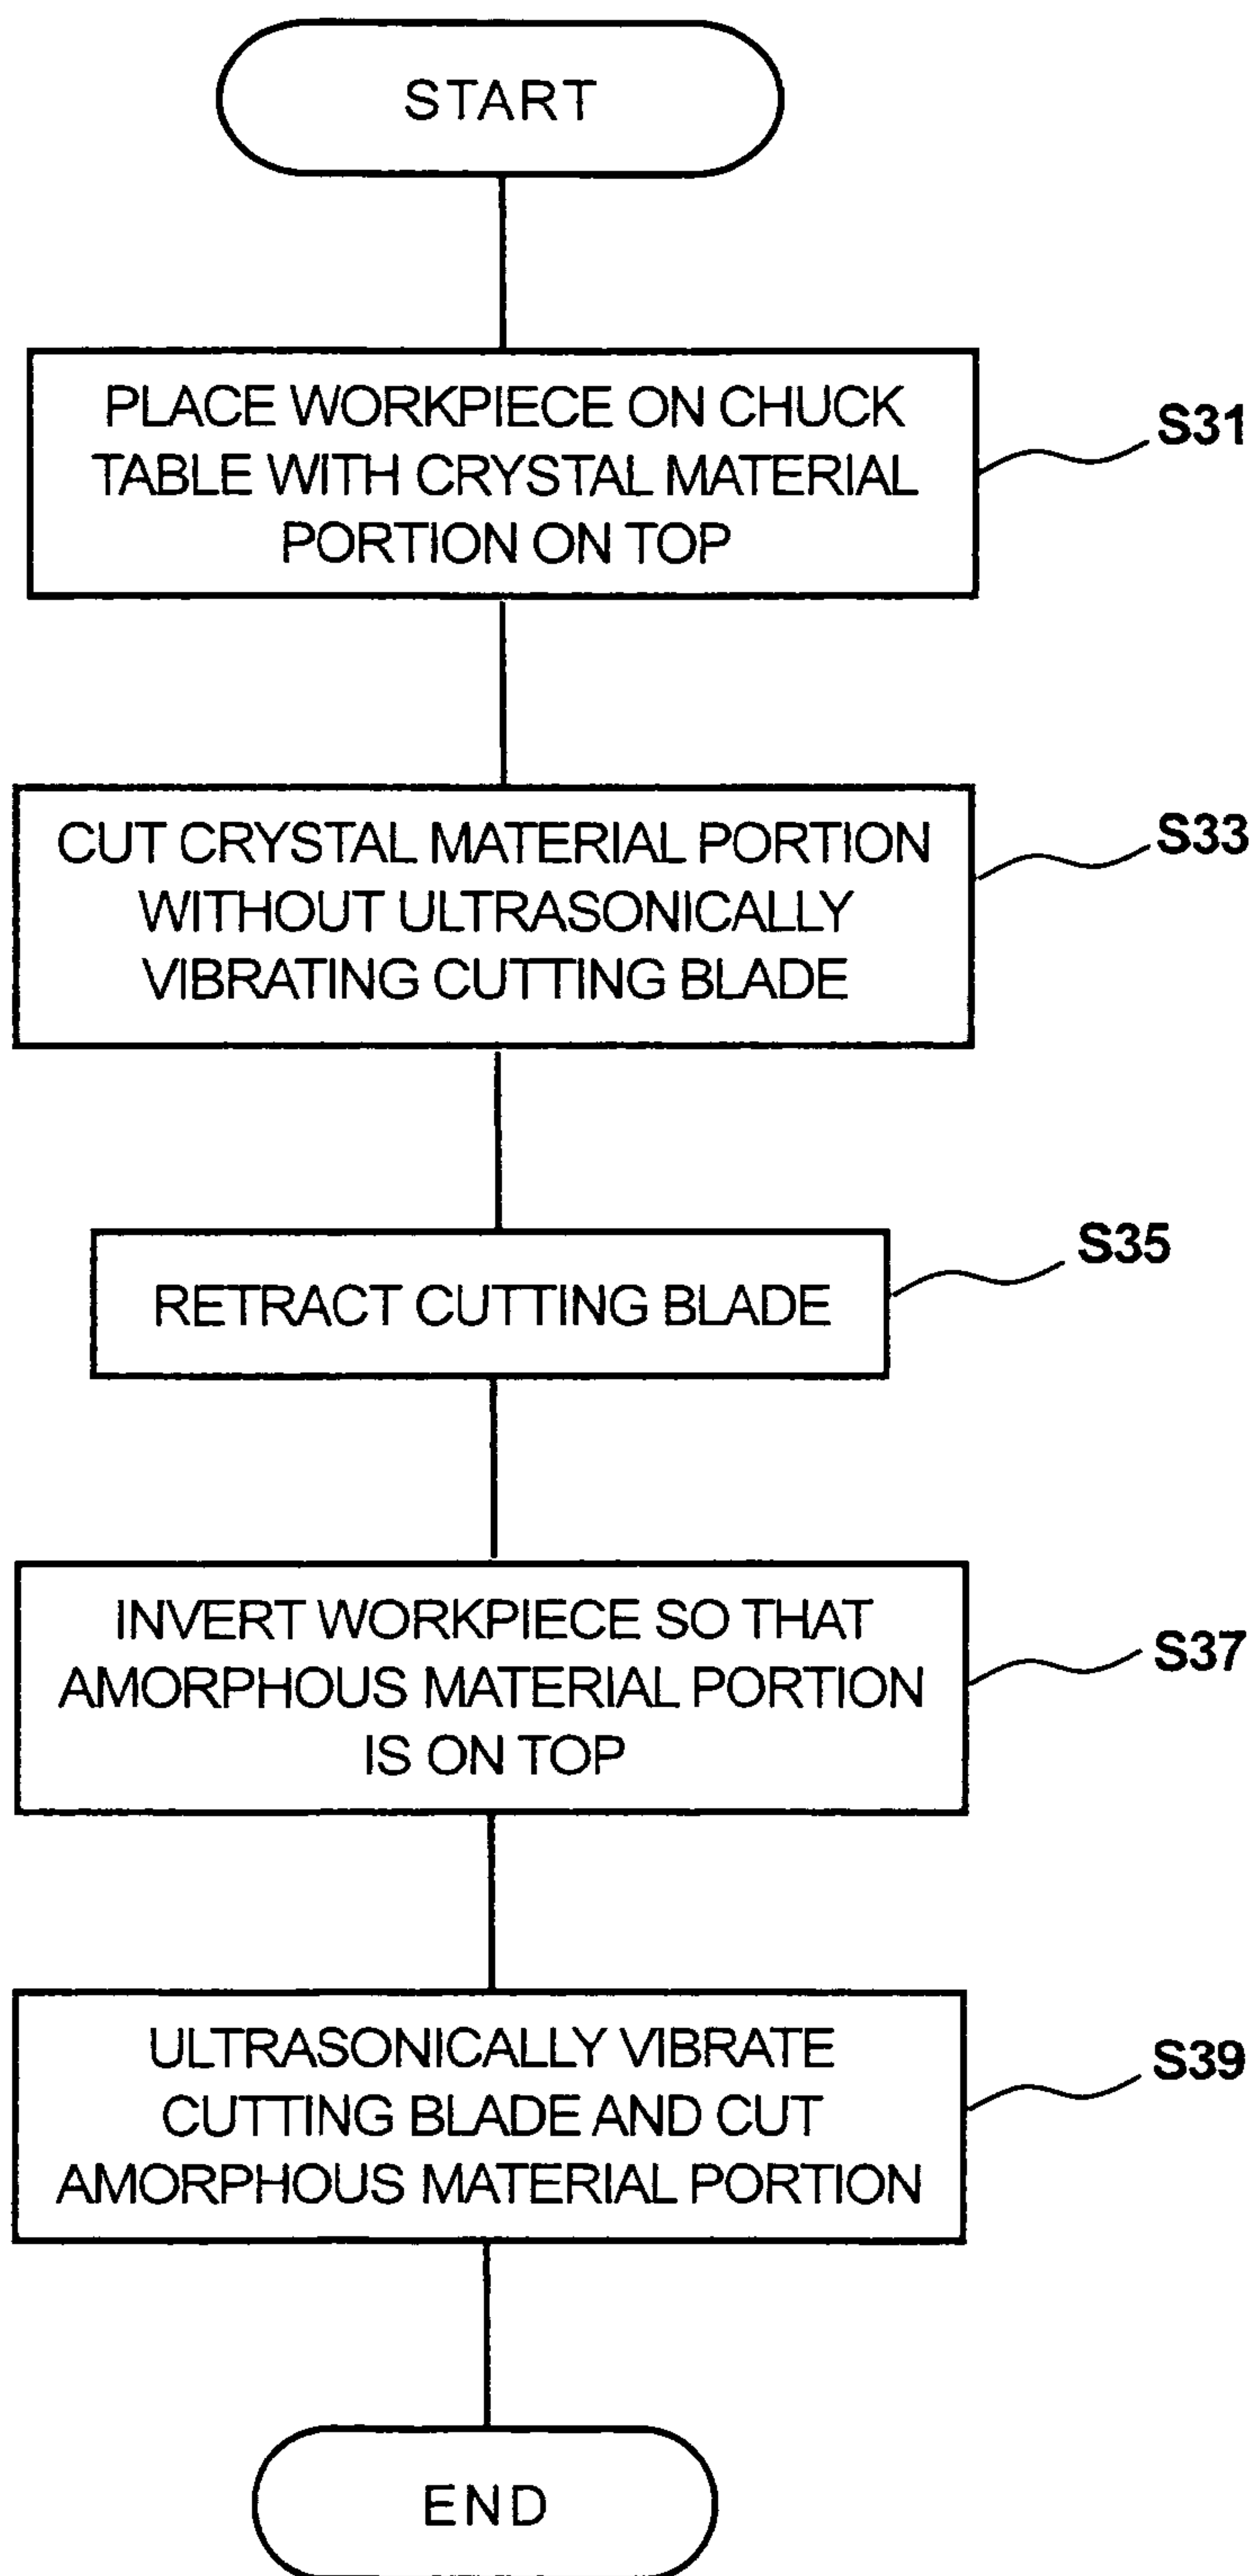 START
PLACE WORKPIECE ON CHUCK
TABLE WITH CRYSTAL MATERIAL
PORTION ON TOP
S31
CUT CRYSTAL MATERIAL PORTION
WITHOUT ULTRASONICALLY
VIBRATING CUTTING BLADE
S33
RETRACT CUTTING BLADE
S35
INVERT WORKPIECE SO THAT
AMORPHOUS MATERIAL PORTION
IS ON TOP
S37
ULTRASONICALLY VIBRATE
CUTTING BLADE AND CUT
AMORPHOUS MATERIAL PORTION
S39
END